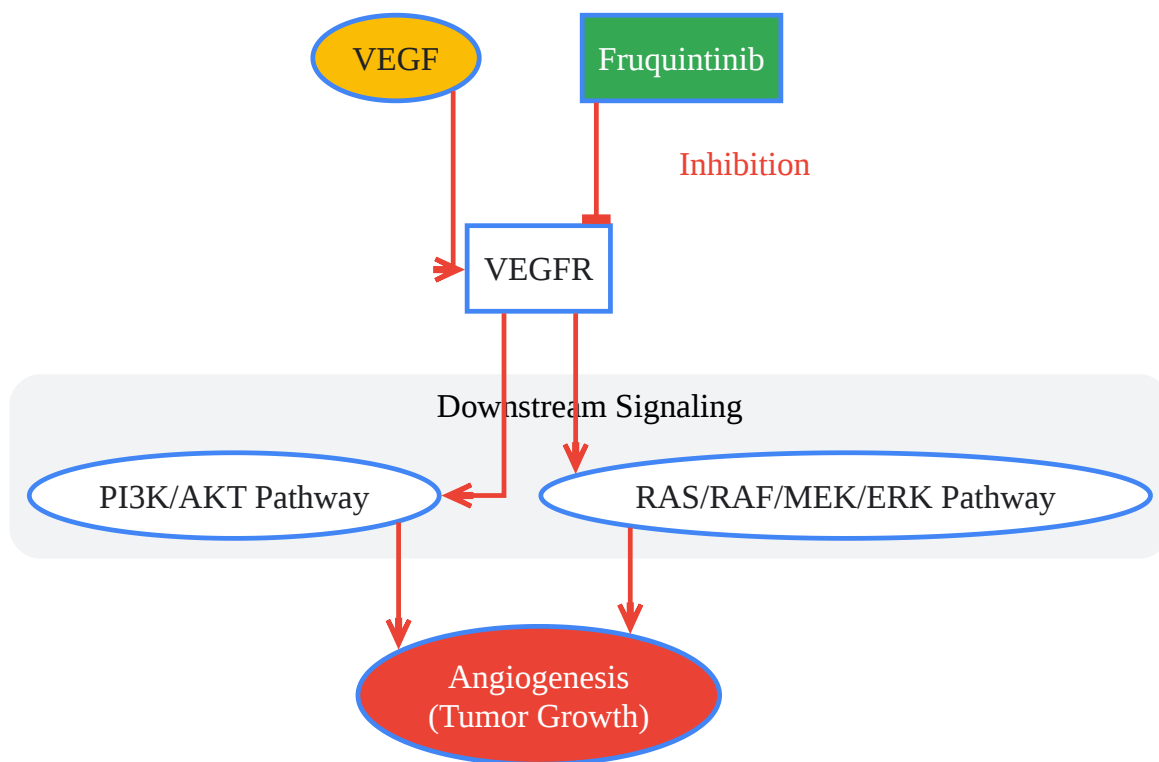 VEGF
Fruquintinib
Inhibition
VEGFR
Downstream Signaling
PI3K/AKT Pathway
RAS/RAF/MEK/ERK Pathway
Angiogenesis
(Tumor Growth)